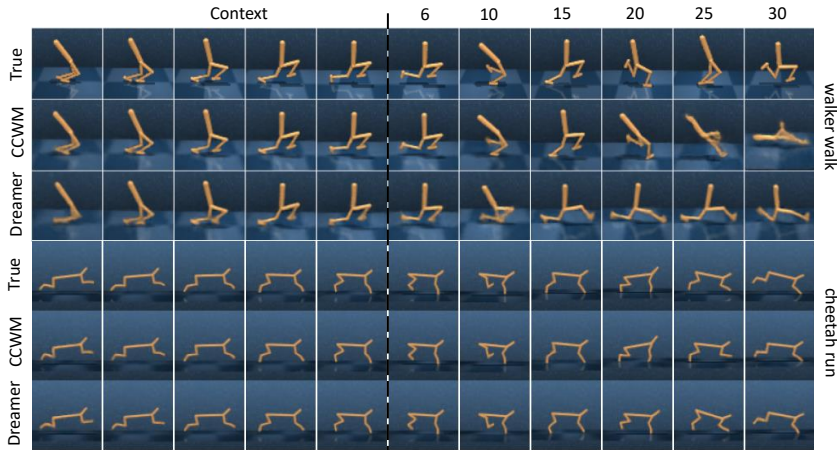 Context 6 10 15 20 25 30
True
CCWM
Dreamer
walker walk
True
CCWM
Dreamer
cheetah run